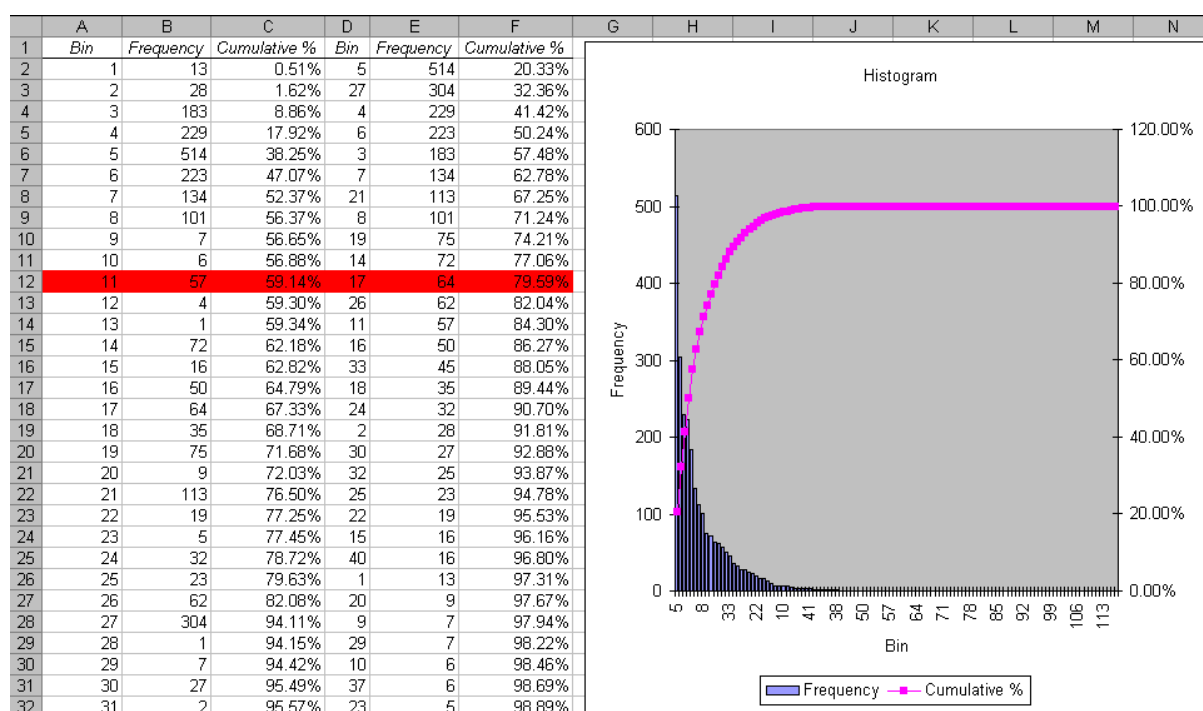 A B C D E F G H I J K L M N
1 Bin Frequency Cumulative % Bin Frequency Cumulative %
2 1 13 0.51% 5 514 20.33%
3 2 28 1.62% 27 304 32.36%
4 3 183 8.86% 4 229 41.42%
5 4 229 17.92% 6 223 50.24%
6 5 514 38.25% 3 183 57.48%
7 6 223 47.07% 7 134 62.78%
8 7 134 52.37% 21 113 67.25%
9 8 101 56.37% 8 101 71.24%
10 9 7 56.65% 19 75 74.21%
11 10 6 56.88% 14 72 77.06%
12 11 57 59.14% 17 64 79.59%
13 12 4 59.30% 26 62 82.04%
14 13 1 59.34% 11 57 84.30%
15 14 72 62.18% 16 50 86.27%
16 15 16 62.82% 33 45 88.05%
17 16 50 64.79% 18 35 89.44%
18 17 64 67.33% 24 32 90.70%
19 18 35 68.71% 2 28 91.81%
20 19 75 71.68% 30 27 92.88%
21 20 9 72.03% 32 25 93.87%
22 21 113 76.50% 25 23 94.78%
23 22 19 77.25% 22 19 95.53%
24 23 5 77.45% 15 16 96.16%
25 24 32 78.72% 40 16 96.80%
26 25 23 79.63% 1 13 97.31%
27 26 62 82.08% 20 9 97.67%
28 27 304 94.11% 9 7 97.94%
29 28 1 94.15% 29 7 98.22%
30 29 7 94.42% 10 6 98.46%
31 30 27 95.49% 37 6 98.69%
32 31 2 95.57% 23 5 98.89%
Histogram
600 120.00%
500 100.00%
400 80.00%
300 60.00%
200 40.00%
100 20.00%
0 0.00%
Frequency
5 8 33 22 10 41 38 50 57 64 71 78 85 92 99 106 113
Bin
Frequency Cumulative %